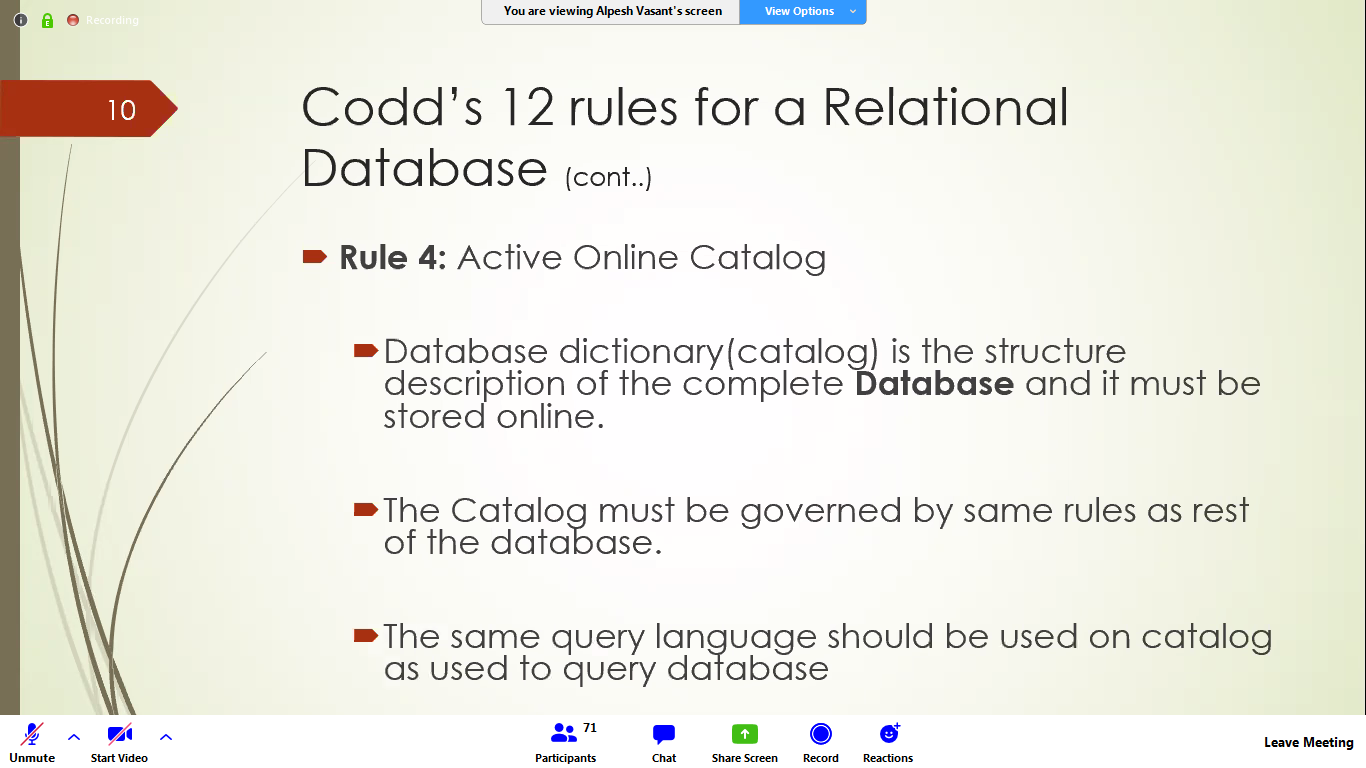 You are viewing Alpesh Vasant's screen
View Options
Recording
10
Codd's 12 rules for a Relational
Database (cont..)
Rule 4: Active Online Catalog
Database dictionary(catalog) is the structure
description of the complete Database and it must be
stored online.
The Catalog must be governed by same rules as rest
of the database.
The same query language should be used on catalog
as used to query database
Unmute
Start Video
71
Participants
Chat
Share Screen
Record
Reactions
Leave Meeting